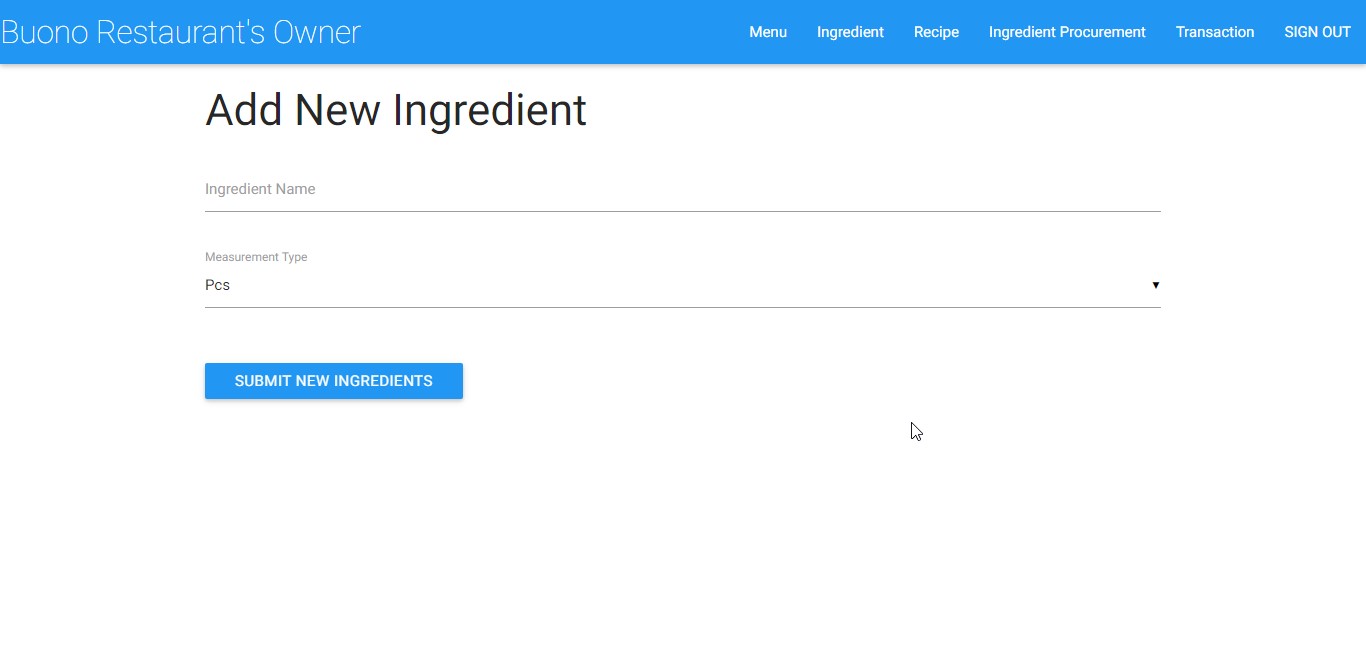 Buono Restaurant's Owner
Menu Ingredient Recipe Ingredient Procurement Transaction SIGN OUT
Add New Ingredient
Ingredient Name
Measurement Type
Pcs
SUBMIT NEW INGREDIENTS